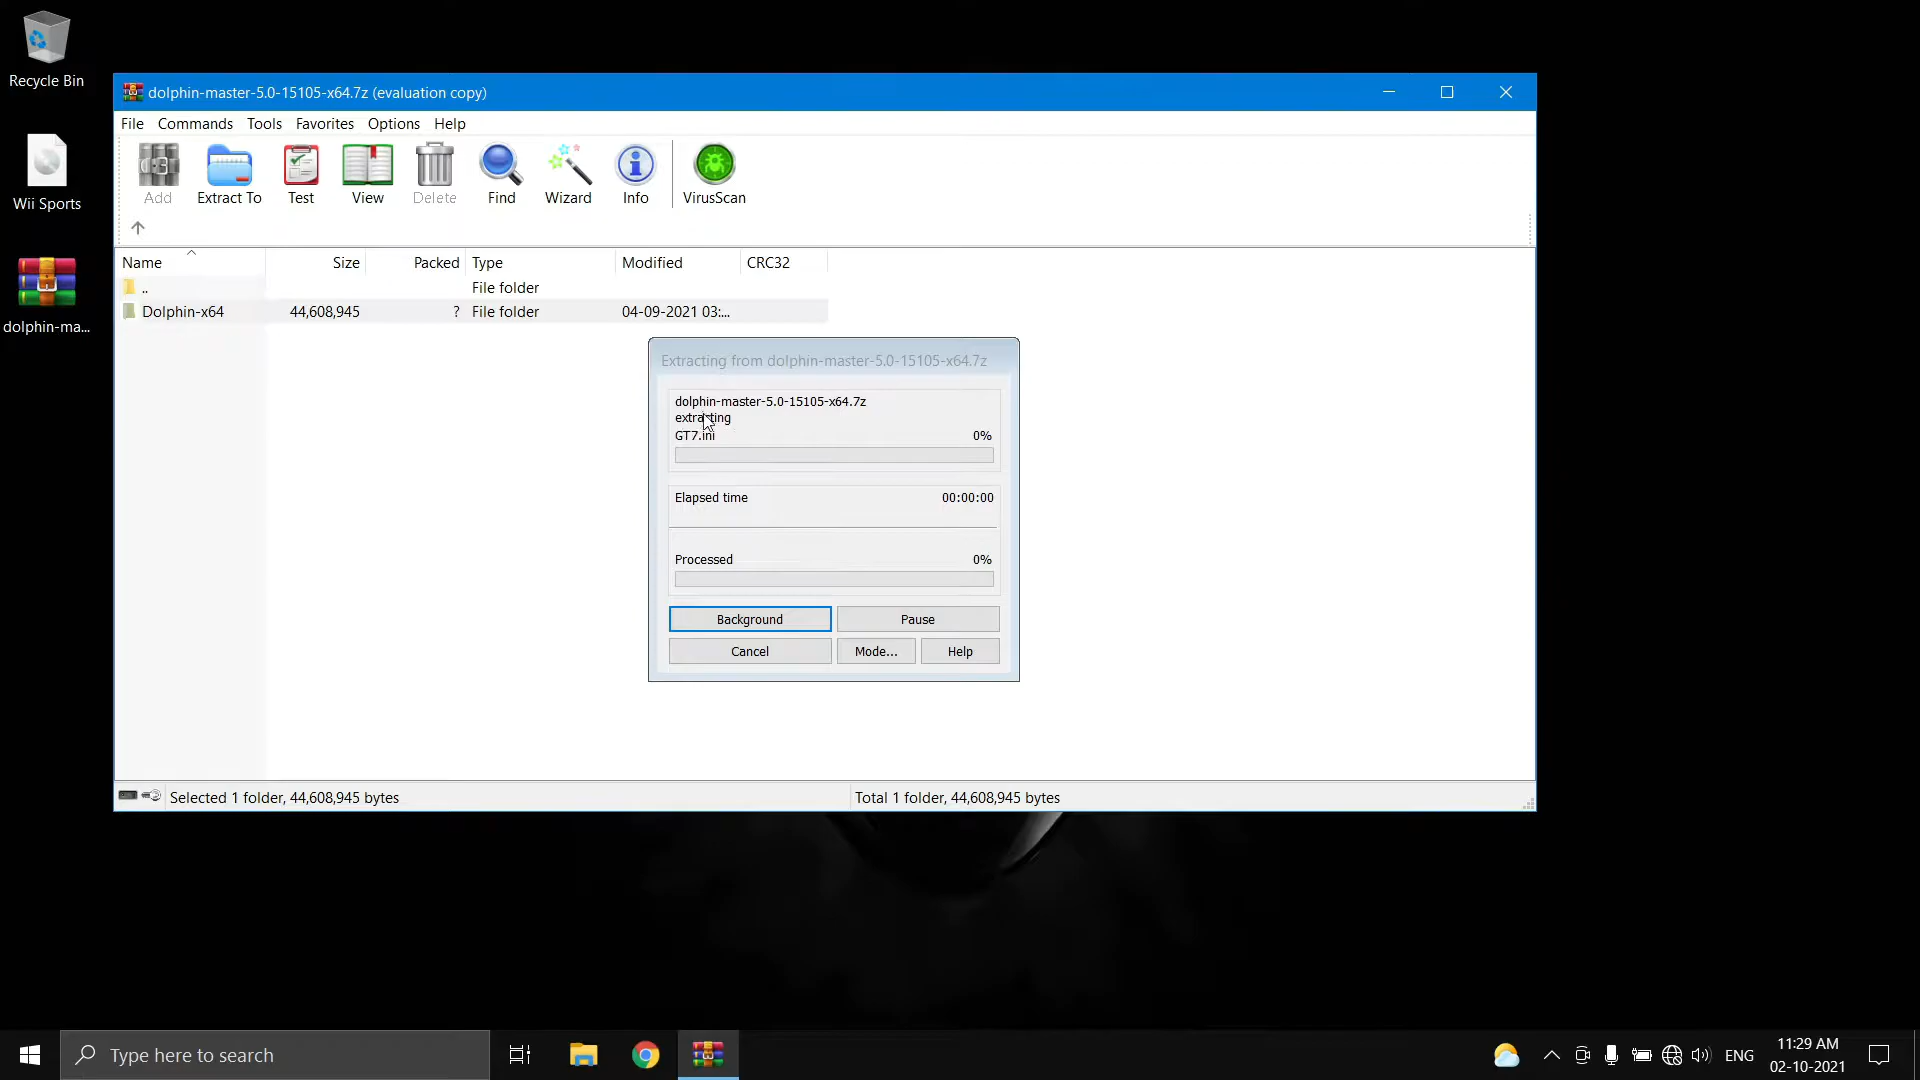 Recycle Bin
Wii Sports
dolphin-ma...
dolphin-master-5.0-15105-x64.7z (evaluation copy)
File Commands Tools Favorites Options Help
Add Extract To Test View Delete Find Wizard Info VirusScan
Name Size Packed Type Modified CRC32
.. File folder
Dolphin-x64 44,608,945 ? File folder 04-09-2021 03:...
Extracting from dolphin-master-5.0-15105-x64.7z
dolphin-master-5.0-15105-x64.7z
extracting
GT7.ini 0%
Elapsed time 00:00:00
Processed 0%
Background Pause
Cancel Mode... Help
Selected 1 folder, 44,608,945 bytes Total 1 folder, 44,608,945 bytes
Type here to search
ENG
11:29 AM
02-10-2021